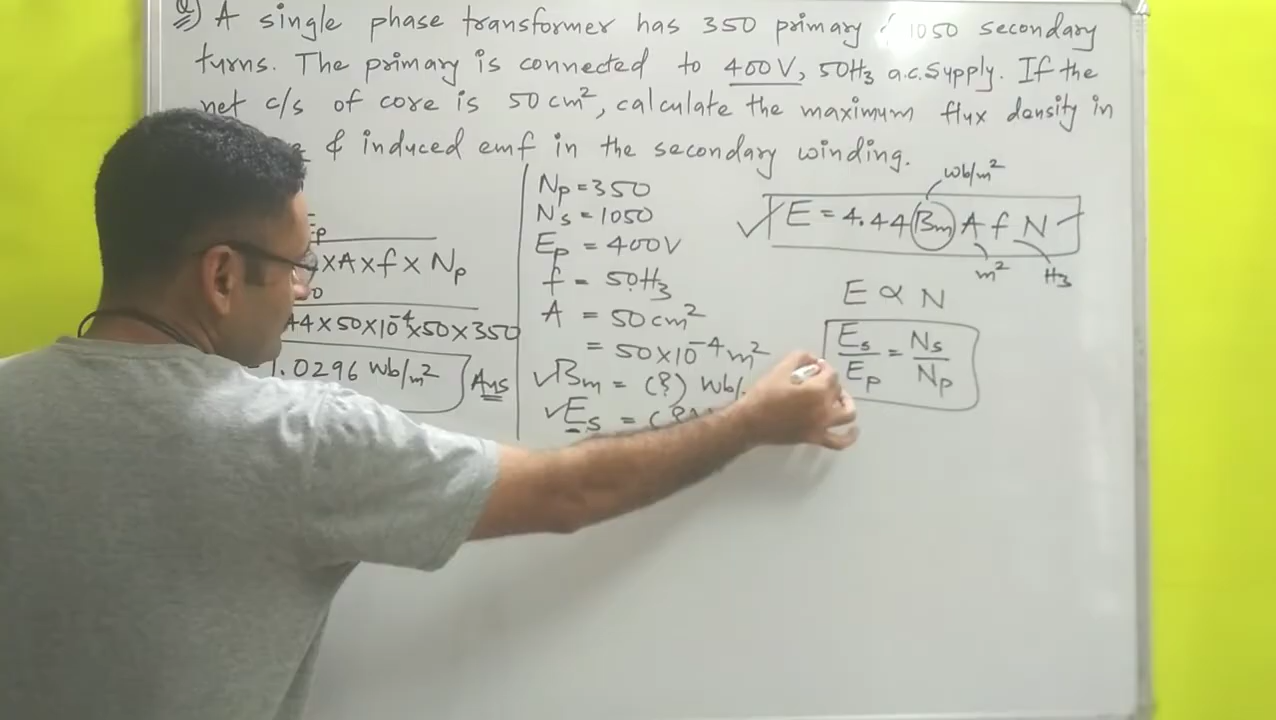 Q) A single phase transformer has 350 primary & 1050 secondary
turns. The primary is connected to 400V, 50Hz a.c. Supply. If the
net c/s of core is 50 cm², calculate the maximum flux density in
& induced emf in the secondary winding.
Ep
×A×f×Np
44×50×10⁻⁴×50×350
1.0296 Wb/m² Ans
Np = 350
Ns = 1050
Ep = 400V
f = 50Hz
A = 50 cm²
= 50×10⁻⁴ m²
✓Bm = (?) Wb/
✓Es = (?)
Wb/m²
E = 4.44 Bm A f N
m² Hz
E ∝ N
Es/Ep = Ns/Np